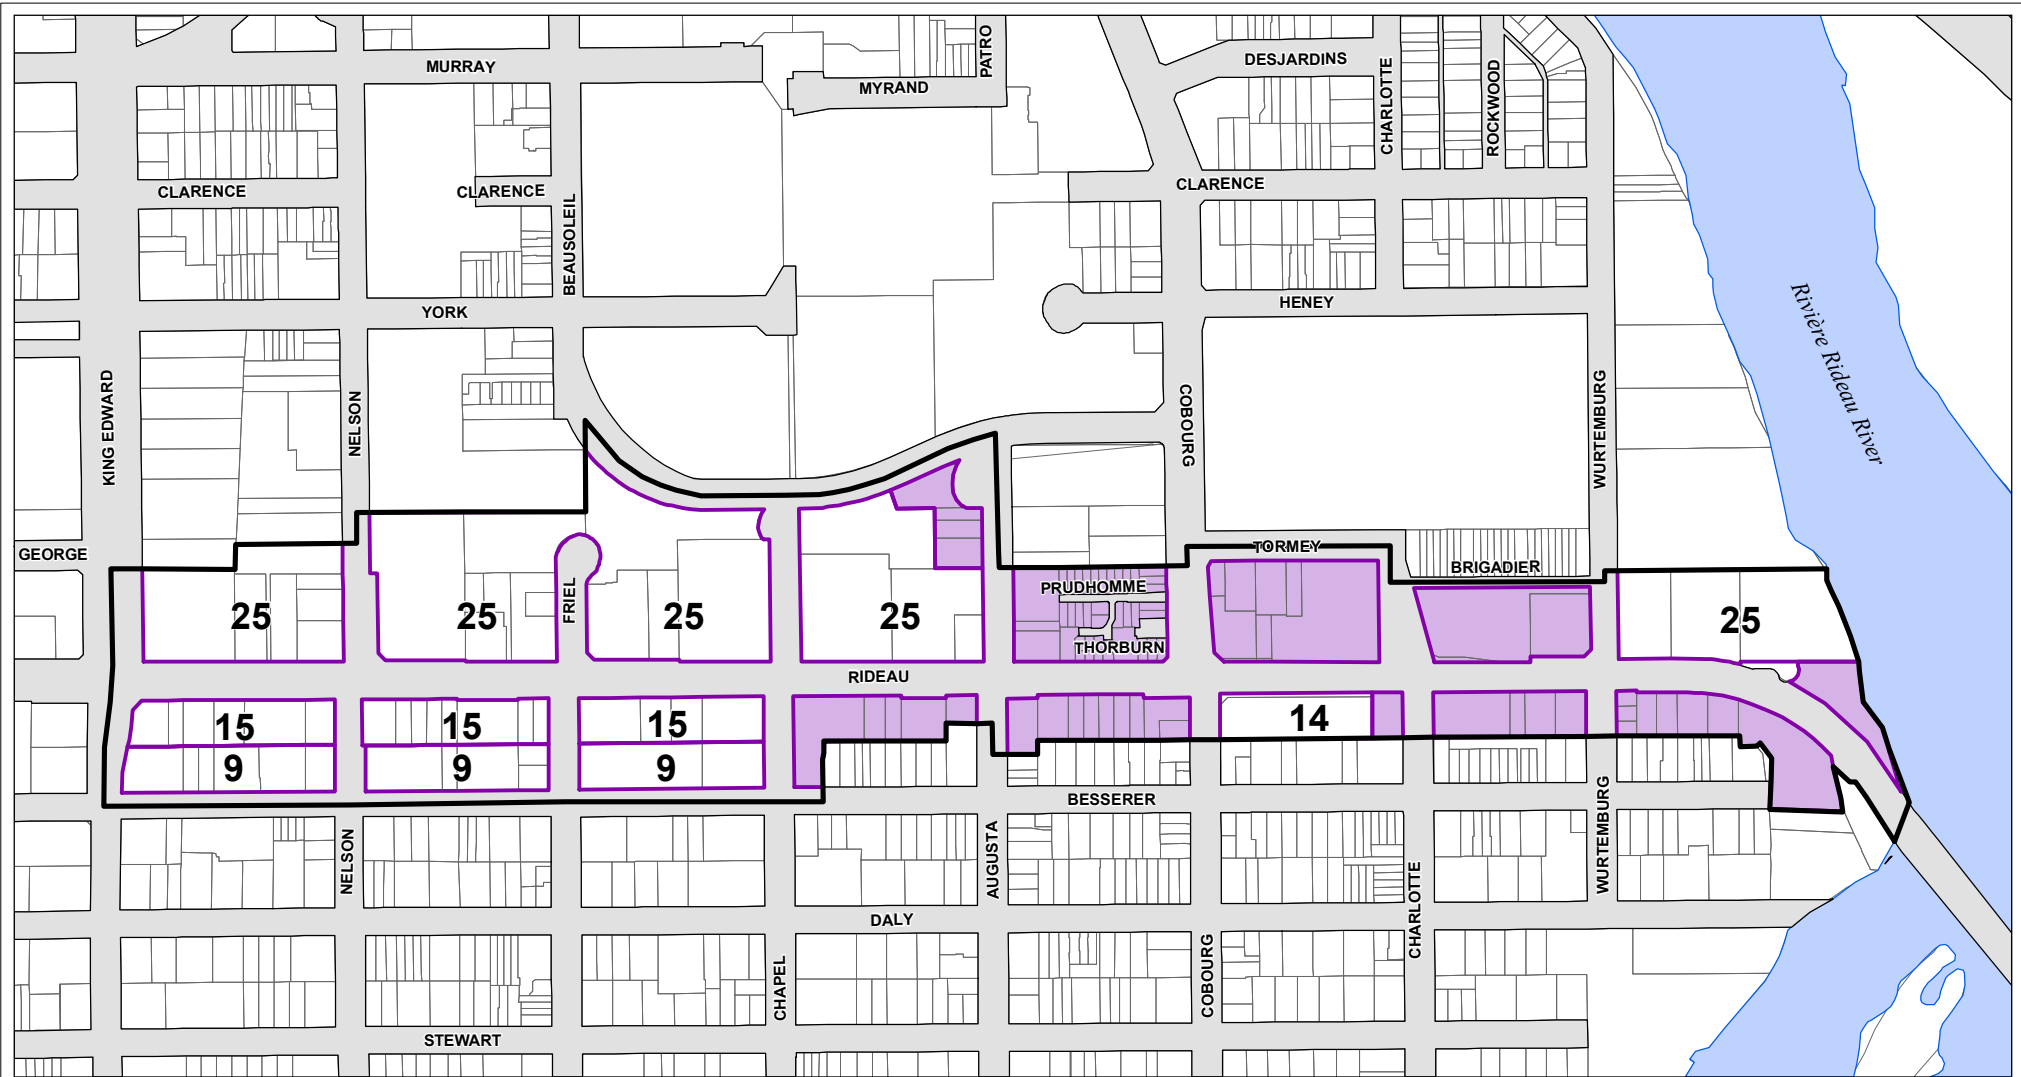 PATRO
MURRAY
DESJARDINS
MYRAND
CHARLOTTE
ROCKWOOD
CLARENCE
CLARENCE
CLARENCE
BEAUSOLEIL
YORK
HENEY
Rivière Rideau River
KING EDWARD
NELSON
COBOURG
WURTEMBURG
GEORGE
TORMEY
BRIGADIER
FRIEL
PRUDHOMME
25
25
25
25
25
THORBURN
RIDEAU
15
15
15
14
9
9
9
BESSERER
NELSON
AUGUSTA
WURTEMBURG
CHARLOTTE
DALY
CHAPEL
COBOURG
STEWART